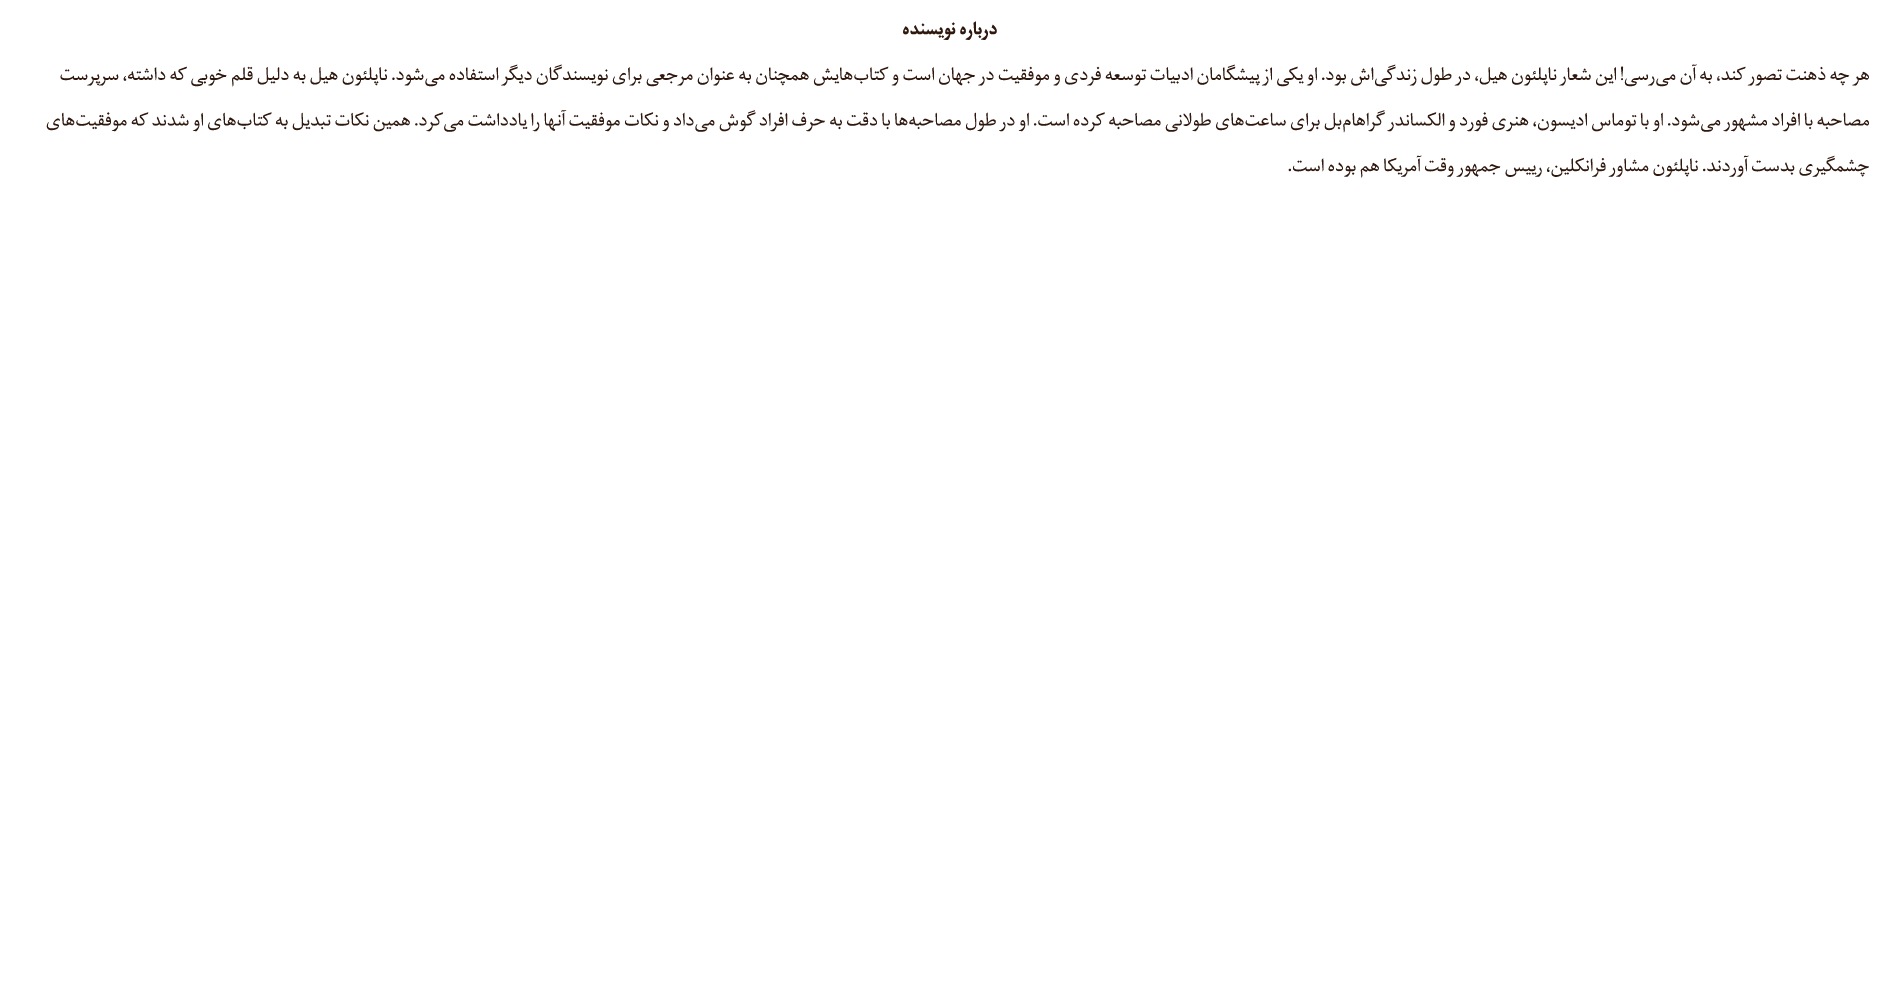 درباره نویسنده
هر چه ذهنت تصور کند، به آن می‌رسی! این شعار ناپلئون هیل، در طول زندگی‌اش بود. او یکی از پیشگامان ادبیات توسعه فردی و موفقیت در جهان است و کتاب‌هایش همچنان به عنوان مرجعی برای نویسندگان دیگر استفاده می‌شود. ناپلئون هیل به دلیل قلم خوبی که داشته، سرپرست
مصاحبه با افراد مشهور می‌شود. او با توماس ادیسون، هنری فورد و الکساندر گراهام‌بل برای ساعت‌های طولانی مصاحبه کرده است. او در طول مصاحبه‌ها با دقت به حرف افراد گوش می‌داد و نکات موفقیت آنها را یادداشت می‌کرد. همین نکات تبدیل به کتاب‌های او شدند که موفقیت‌های
چشمگیری بدست آوردند. ناپلئون مشاور فرانکلین، رییس جمهور وقت آمریکا هم بوده است.